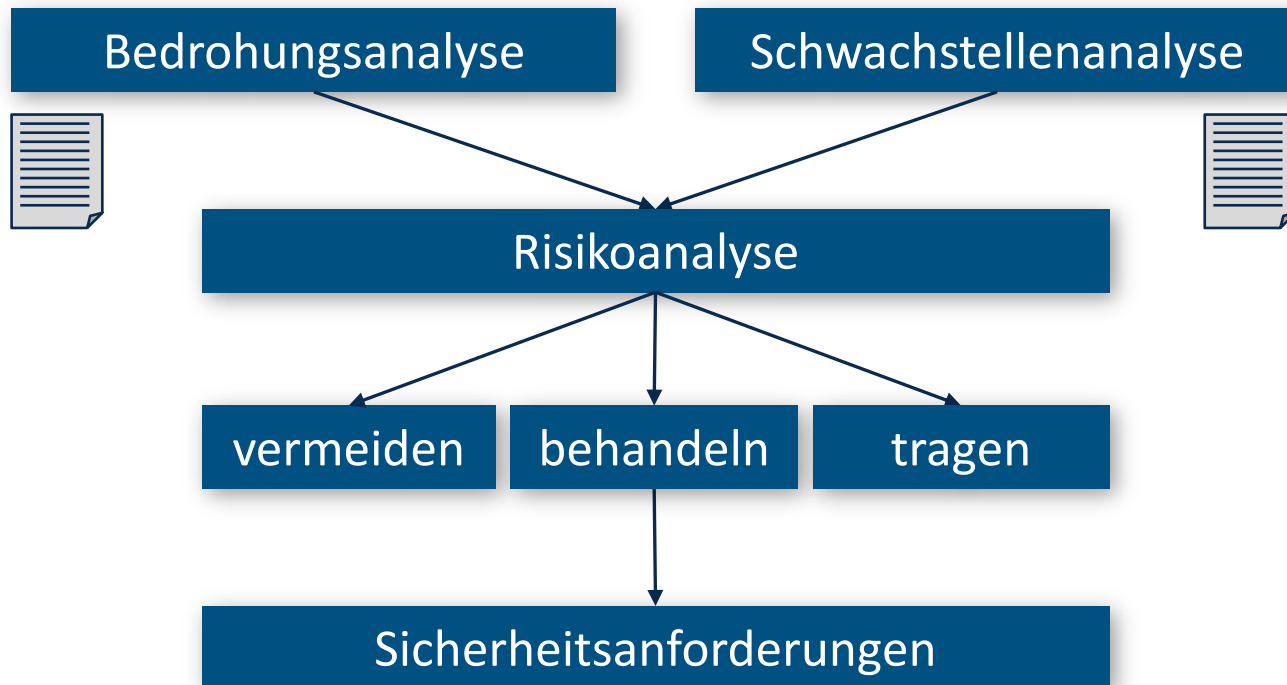 Bedrohungsanalyse
Schwachstellenanalyse
Risikoanalyse
vermeiden
behandeln
tragen
Sicherheitsanforderungen